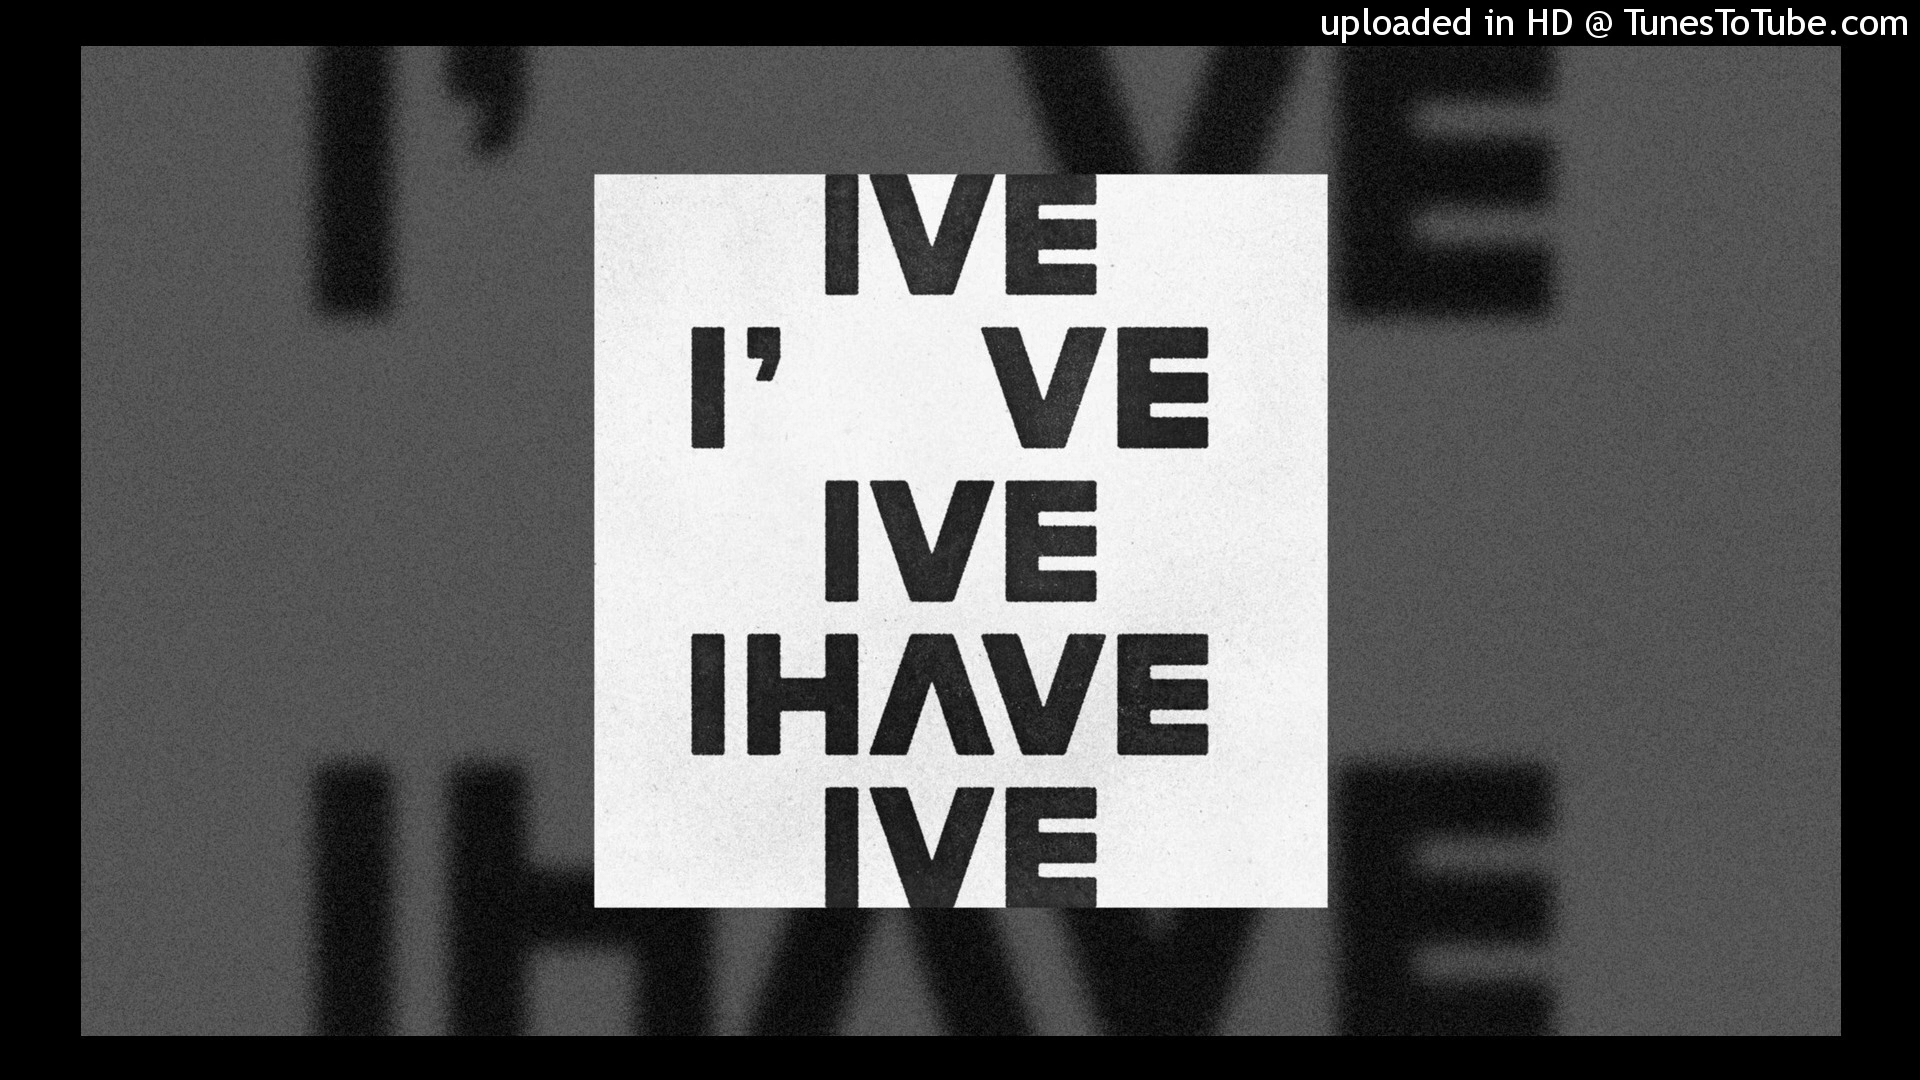 uploaded in HD @ TunesToTube.com
IVE
I’ VE
IVE
IHΛVE
IVE